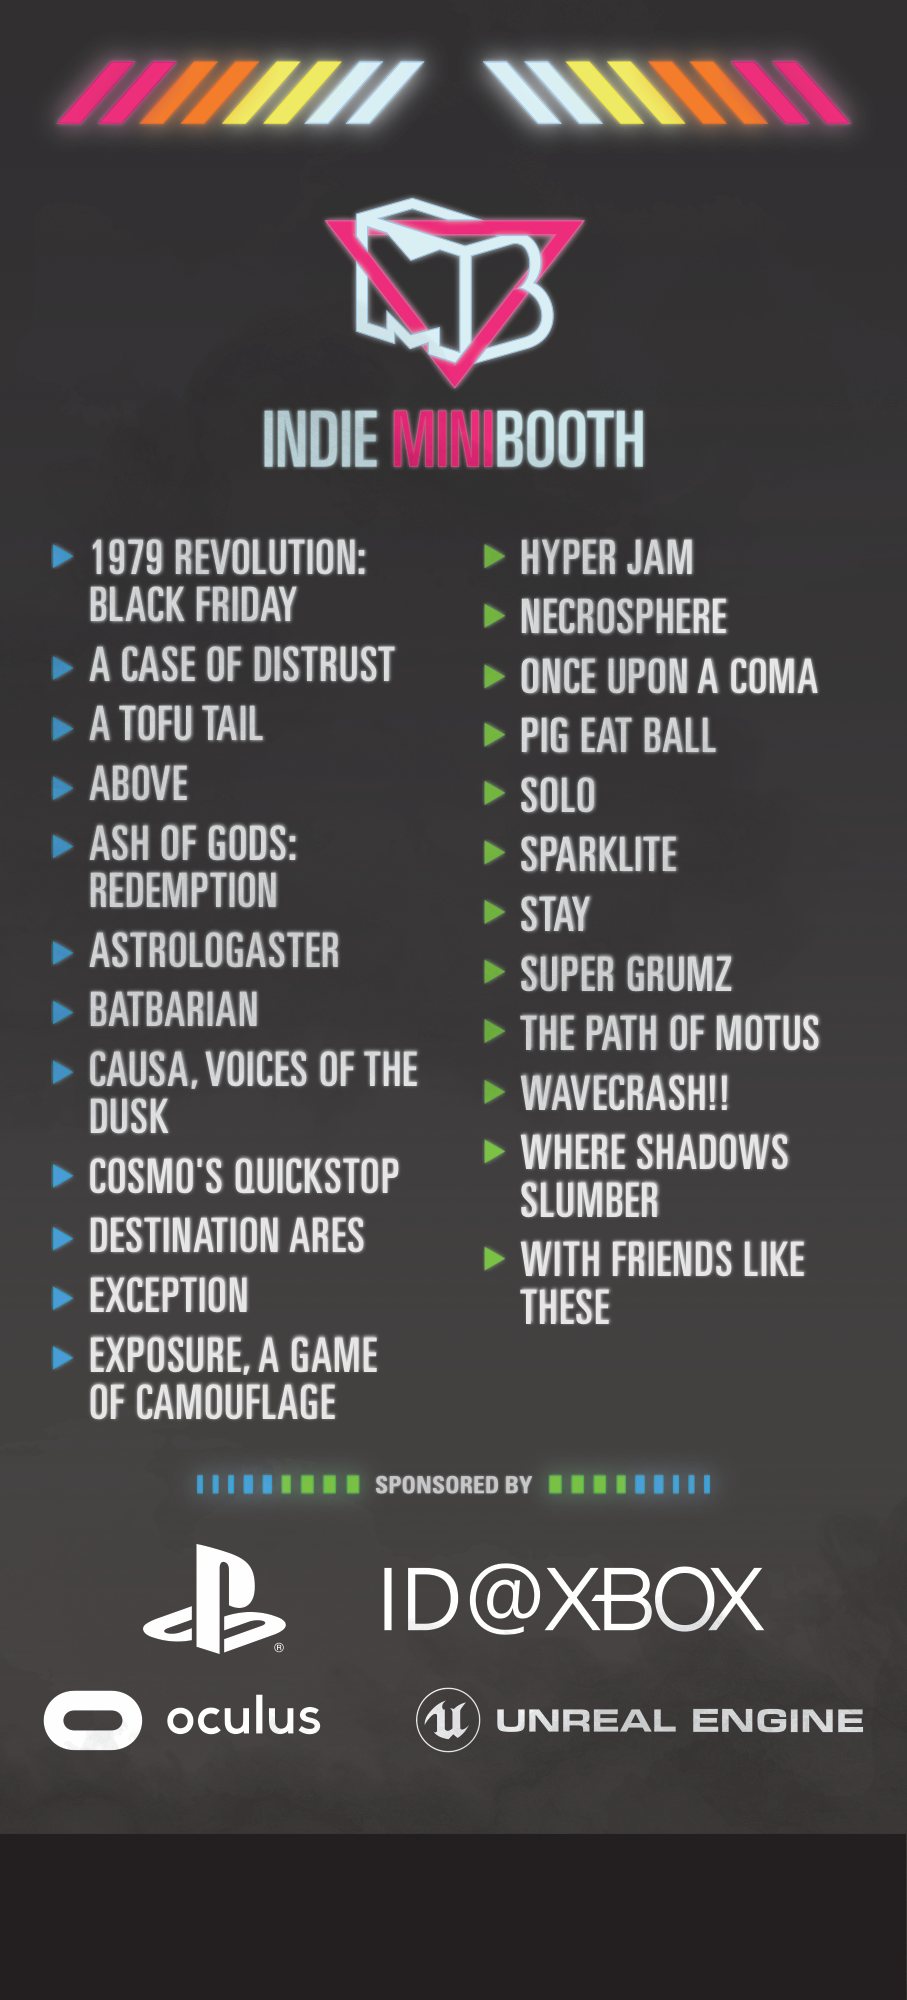 INDIE MINIBOOTH
1979 REVOLUTION:
BLACK FRIDAY
A CASE OF DISTRUST
A TOFU TAIL
ABOVE
ASH OF GODS:
REDEMPTION
ASTROLOGASTER
BATBARIAN
CAUSA, VOICES OF THE
DUSK
COSMO'S QUICKSTOP
DESTINATION ARES
EXCEPTION
EXPOSURE, A GAME
OF CAMOUFLAGE
HYPER JAM
NECROSPHERE
ONCE UPON A COMA
PIG EAT BALL
SOLO
SPARKLITE
STAY
SUPER GRUMZ
THE PATH OF MOTUS
WAVECRASH!!
WHERE SHADOWS
SLUMBER
WITH FRIENDS LIKE
THESE
SPONSORED BY
®
ID@XBOX
oculus
UNREAL ENGINE